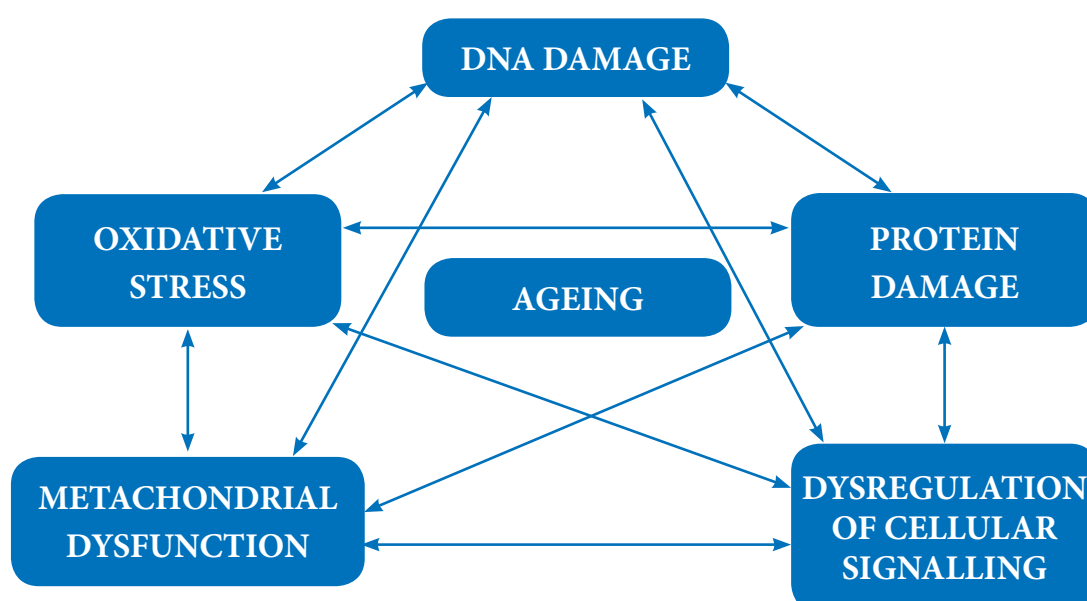 DNA DAMAGE
OXIDATIVE
STRESS
PROTEIN
DAMAGE
AGEING
METACHONDRIAL
DYSFUNCTION
DYSREGULATION
OF CELLULAR
SIGNALLING